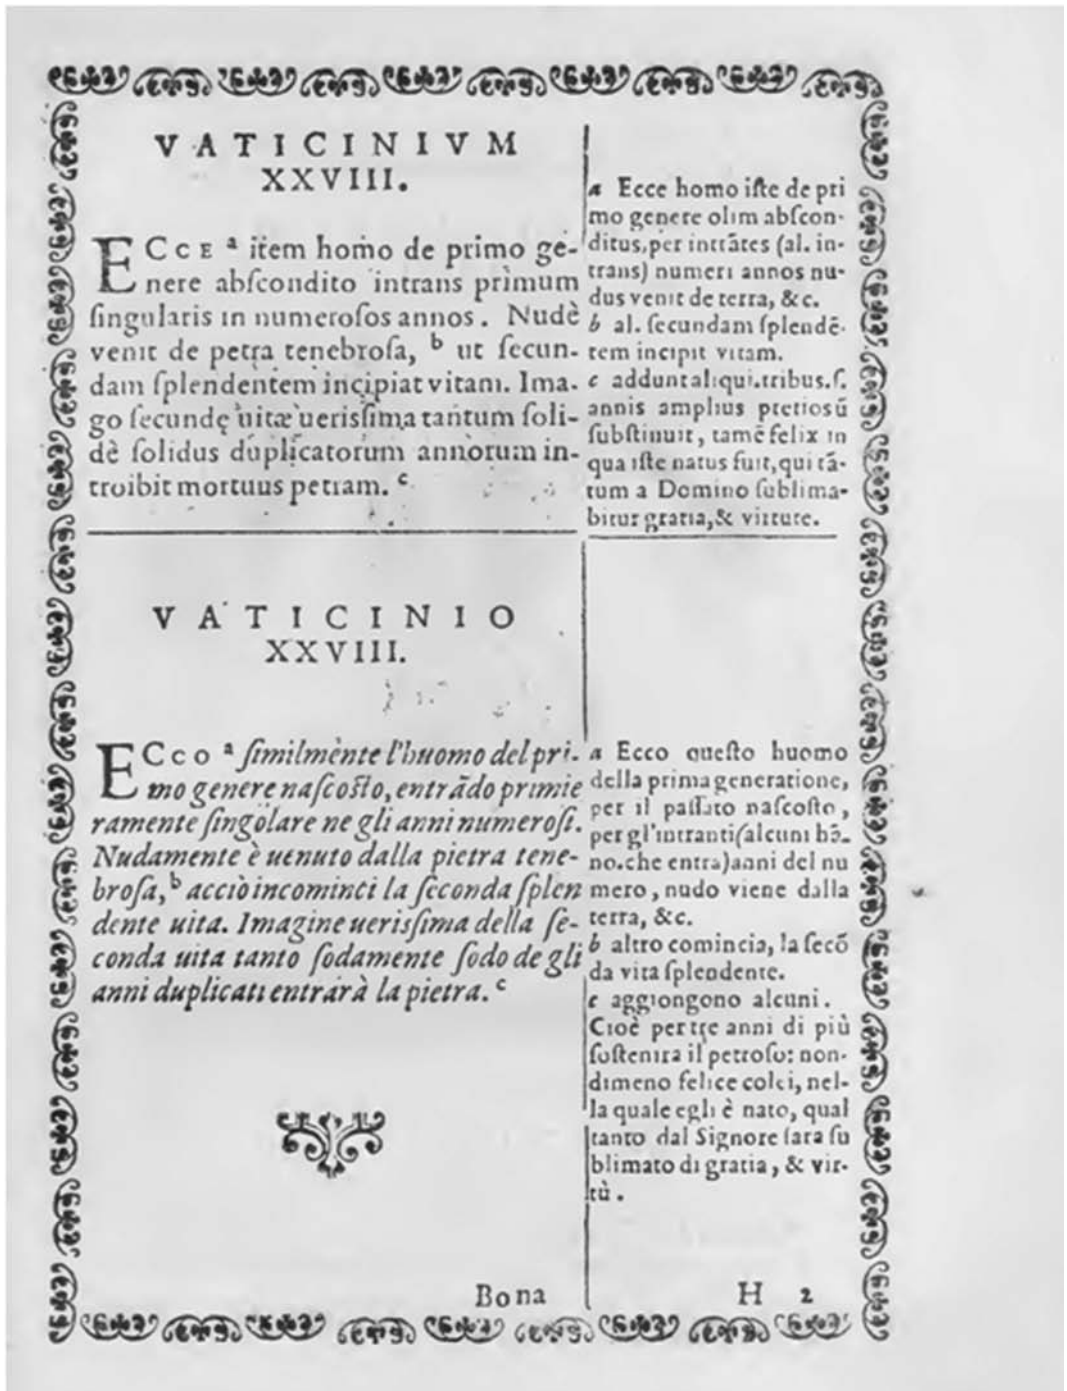 VATICINIVM
XXVIII.
ECCE ᵃ item homo de primo ge-
nere abſcondito intrans primum
ſingularis in numeroſos annos. Nudè
venit de petra tenebroſa, ᵇ ut ſecun-
dam ſplendentem incipiat vitam. Ima-
go ſecundę uitæ ueriſſima tantum ſoli-
dè ſolidus duplicatorum annorum in-
troibit mortuus petram. ᶜ
a Ecce homo iſte de pri
mo genere olim abſcon-
ditus, per intrātes (al. in-
trans) numeri annos nu-
dus venit de terra, &c.
b al. ſecundam ſplendē-
tem incipit vitam.
c addunt aliqui. tribus. ſ.
annis amplius pretioſū
ſubſtinuit, tamē felix in
qua iſte natus fuit, qui tā-
tum a Domino ſublima-
bitur gratia, & virtute.
VATICINIO
XXVIII.
ECCO ᵃ ſimilmènte l'huomo del pri-
mo genere naſcoſto, entrādo primie
ramente ſingolare ne gli anni numeroſi.
Nudamente è uenuto dalla pietra tene-
broſa, ᵇ acciò incominci la ſeconda ſplen
dente uita. Imagine ueriſſima della ſe-
conda uita tanto ſodamente ſodo de gli
anni duplicati entrarà la pietra. ᶜ
a Ecco queſto huomo
della prima generatione,
per il paſſato naſcoſto,
per gl'intranti (alcuni hā-
no. che entra) anni del nu
mero, nudo viene dalla
terra, &c.
b altro comincia, la ſecō
da vita ſplendente.
c aggiongono alcuni.
Cioè per tre anni di più
ſoſtenira il petroſo: non-
dimeno felice colei, nel-
la quale egli è nato, qual
tanto dal Signore ſara ſu
blimato di gratia, & vir-
tù.
Bona H 2